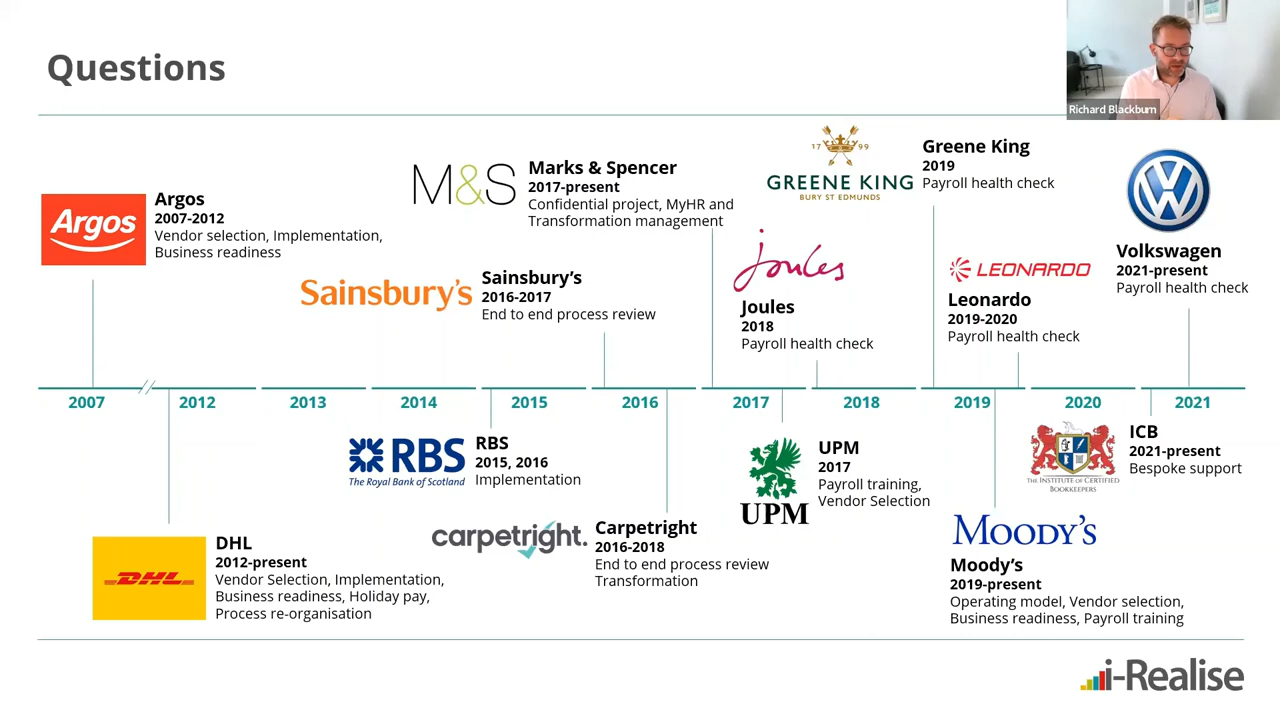 Questions
Richard Blackburn
Argos
Argos
2007-2012
Vendor selection, Implementation,
Business readiness
M&S
Marks & Spencer
2017-present
Confidential project, MyHR and
Transformation management
Sainsbury's
Sainsbury's
2016-2017
End to end process review
17 99
GREENE KING
BURY ST EDMUNDS
Greene King
2019
Payroll health check
Joules
Joules
2018
Payroll health check
LEONARDO
Leonardo
2019-2020
Payroll health check
Volkswagen
2021-present
Payroll health check
2007
2012
2013
2014
2015
2016
2017
2018
2019
2020
2021
RBS
The Royal Bank of Scotland
RBS
2015, 2016
Implementation
UPM
UPM
2017
Payroll training,
Vendor Selection
THE INSTITUTE OF CERTIFIED
BOOKKEEPERS
ICB
2021-present
Bespoke support
DHL
DHL
2012-present
Vendor Selection, Implementation,
Business readiness, Holiday pay,
Process re-organisation
carpetright.
Carpetright
2016-2018
End to end process review
Transformation
MOODY'S
Moody's
2019-present
Operating model, Vendor selection,
Business readiness, Payroll training
i-Realise